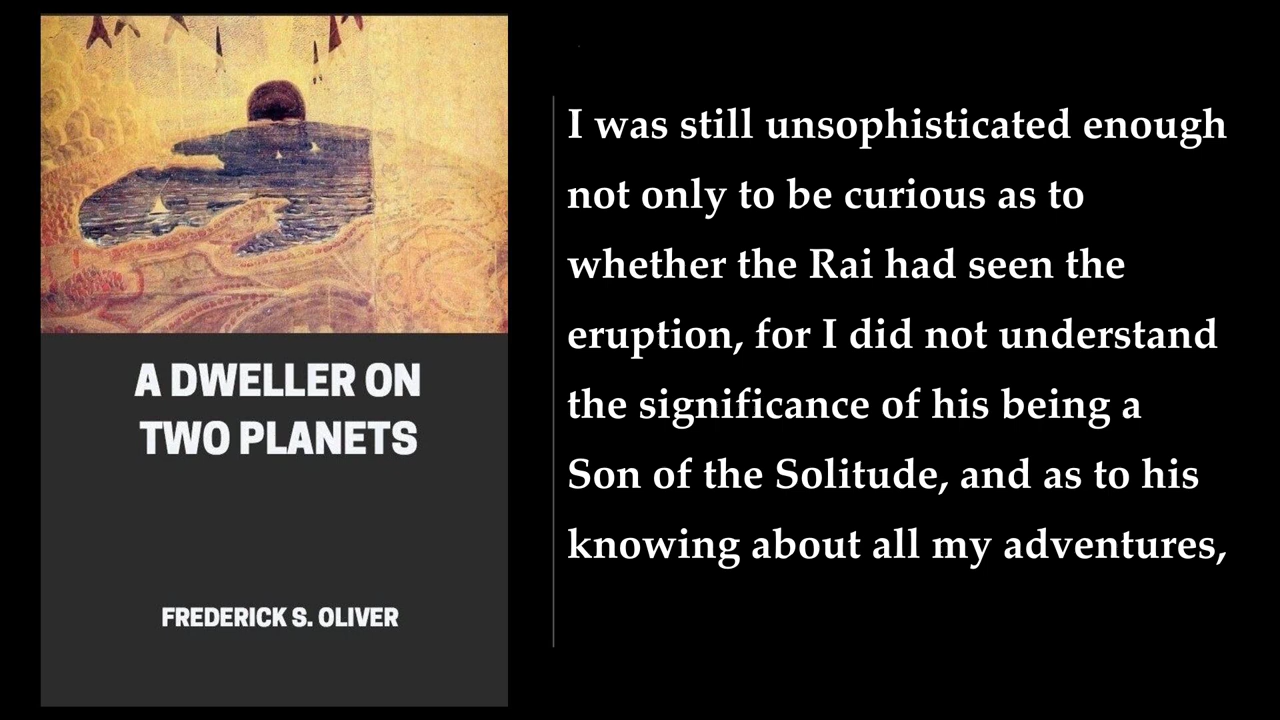 A DWELLER ON
TWO PLANETS
FREDERICK S. OLIVER
I was still unsophisticated enough
not only to be curious as to
whether the Rai had seen the
eruption, for I did not understand
the significance of his being a
Son of the Solitude, and as to his
knowing about all my adventures,